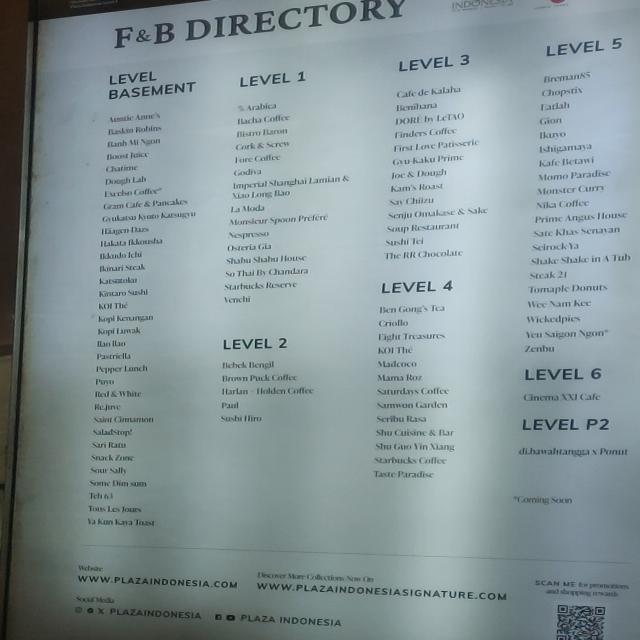 F&B DIRECTORY
INDONESIA
LEVEL
BASEMENT
Auntie Anne's
Baskin Robins
Banh Mi Ngon
Boost Juice
Chatime
Dough Lab
Excelso Coffee*
Gram Cafe & Pancakes
Gyukatsu Kyoto Katsugyu
Häagen-Dazs
Hakata Ikkousha
Ikkudo Ichi
Ikinari Steak
Katsutoku
Kintaro Sushi
KOI Thé
Kopi Kenangan
Kopi Luwak
llao llao
Pastriella
Pepper Lunch
Puyo
Red & White
Re.juve
Saint Cinnamon
SaladStop!
Sari Ratu
Snack Zone
Sour Sally
Some Dim sum
Teh 63
Tous Les Jours
Ya Kun Kaya Toast
LEVEL 1
% Arabica
Bacha Coffee
Bistro Baron
Cork & Screw
Fore Coffee
Godiva
Imperial Shanghai Lamian &
Xiao Long Bao
La Moda
Monsieur Spoon Préféré
Nespresso
Osteria Gia
Shabu Shabu House
So Thai By Chandara
Starbucks Reserve
Venchi
LEVEL 2
Bebek Bengil
Brown Puck Coffee
Harlan + Holden Coffee
Paul
Sushi Hiro
LEVEL 3
Cafe de Kalaha
Benihana
DORÉ by LeTAO
Finders Coffee
First Love Patisserie
Gyu-Kaku Prime
Joe & Dough
Kam's Roast
Say Chiizu
Senju Omakase & Sake
Soup Restaurant
Sushi Tei
The RR Chocolate
LEVEL 4
Ben Gong's Tea
Criollo
Eight Treasures
KOI Thé
Madcoco
Mama Roz
Saturdays Coffee
Samwon Garden
Seribu Rasa
Shu Cuisine & Bar
Shu Guo Yin Xiang
Starbucks Coffee
Taste Paradise
LEVEL 5
Breman85
Chopstix
Eatlah
Gion
Ikuyo
Ishigamaya
Kafe Betawi
Momo Paradise
Monster Curry
Nika Coffee
Prime Angus House
Sate Khas Senayan
Seirock-Ya
Shake Shake in A Tub
Steak 21
Tomaple Donuts
Wee Nam Kee
Wickedpies
Yeu Saigon Ngon*
Zenbu
LEVEL 6
Cinema XXI Cafe
LEVEL P2
di.bawahtangga x Ponut
*Coming Soon
Website
WWW.PLAZAINDONESIA.COM
Discover More Collections Now On
WWW.PLAZAINDONESIASIGNATURE.COM
Social Media
PLAZAINDONESIA
PLAZA INDONESIA
SCAN ME for promotions
and shopping rewards